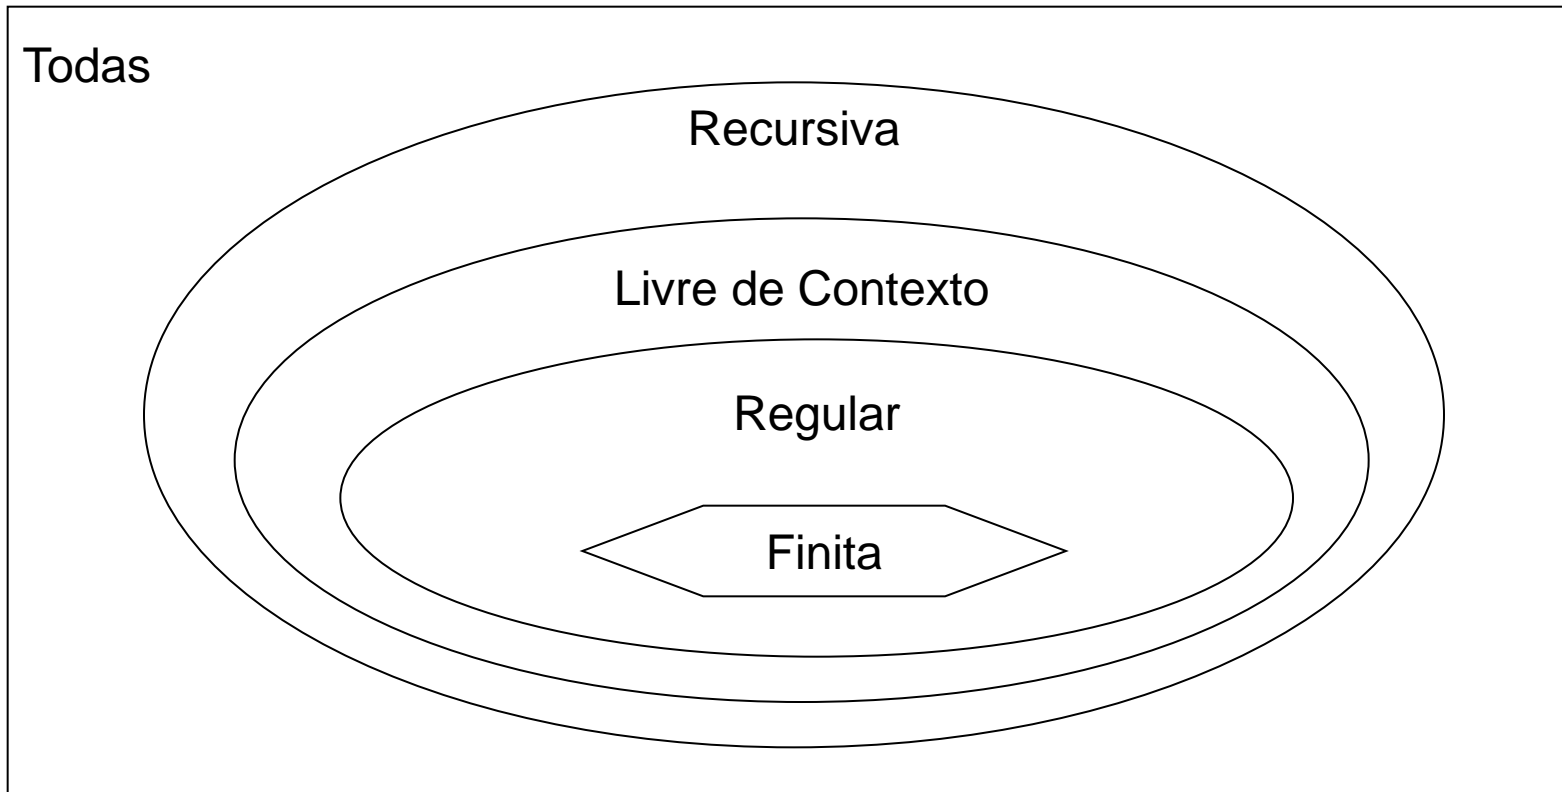 Todas
Recursiva
Livre de Contexto
Regular
Finita